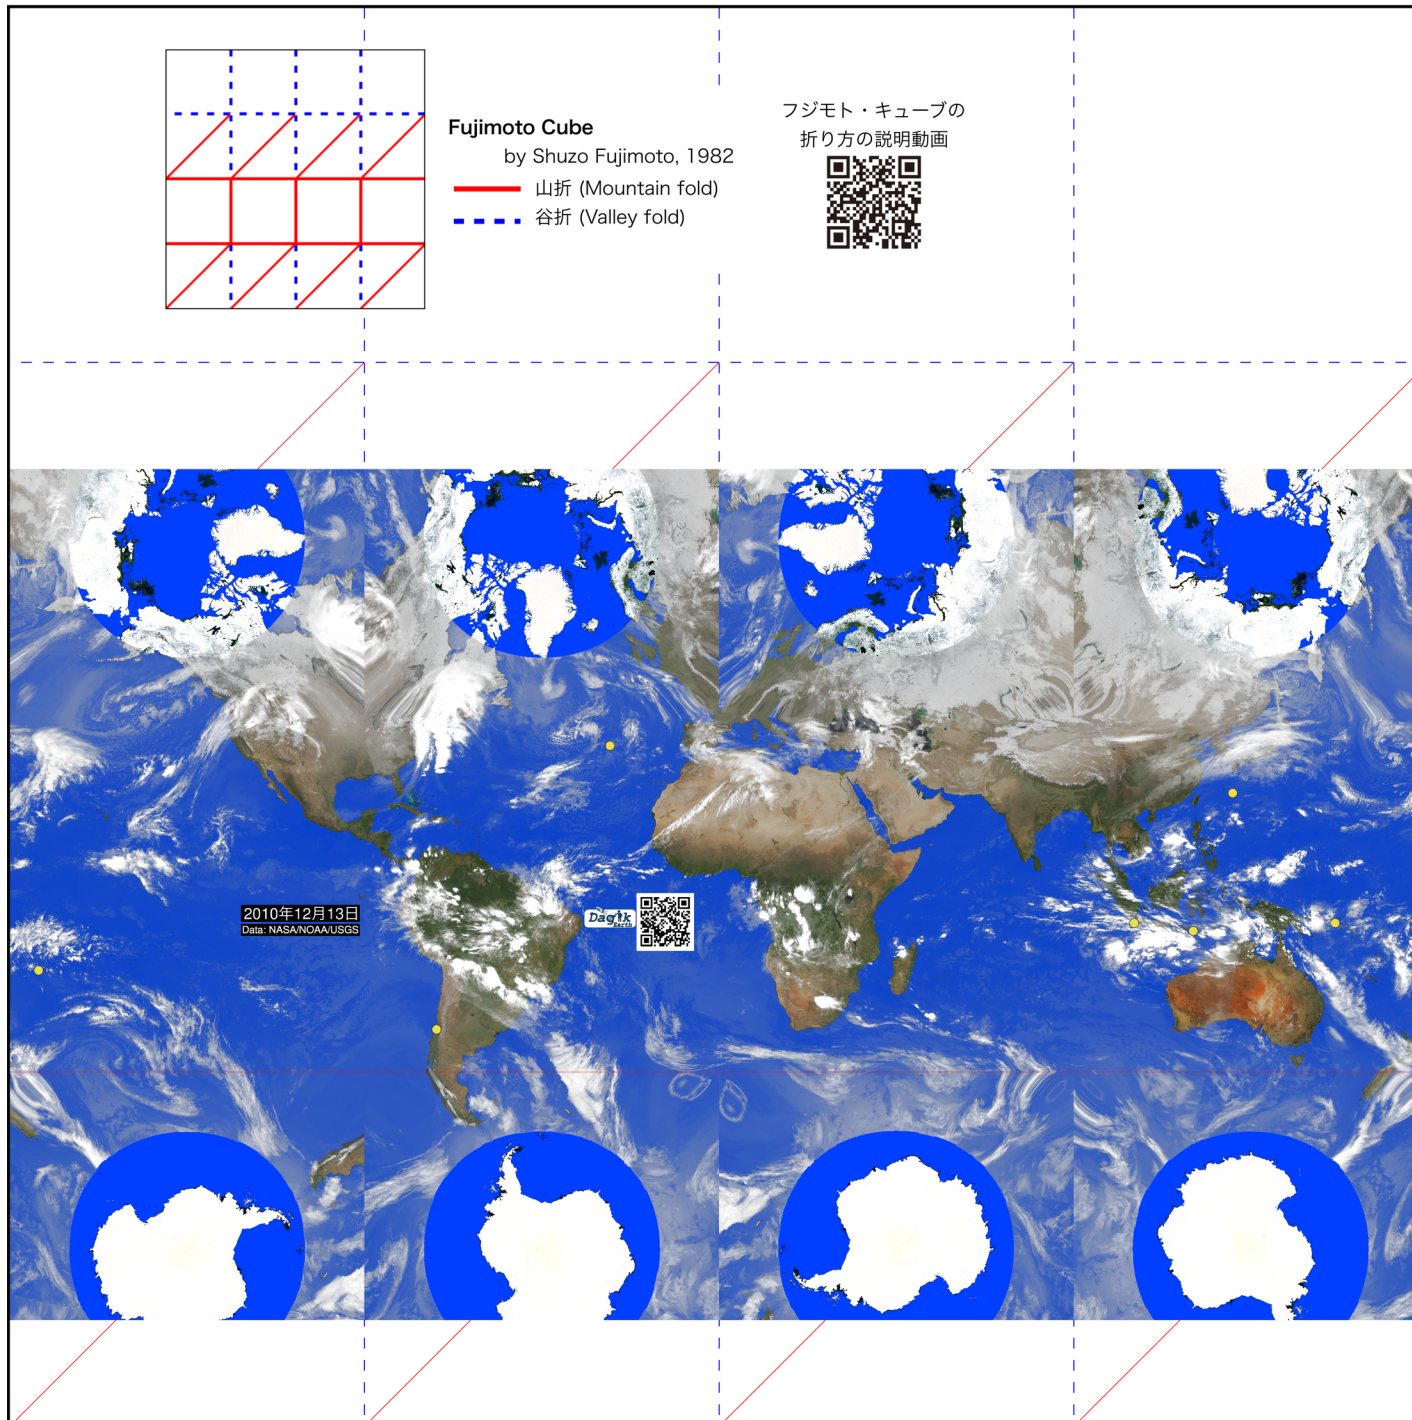 Fujimoto Cube
by Shuzo Fujimoto, 1982
山折 (Mountain fold)
谷折 (Valley fold)
フジモト・キューブの
折り方の説明動画
2010年12月13日
Data: NASA/NOAA/USGS
Dagik
Earth